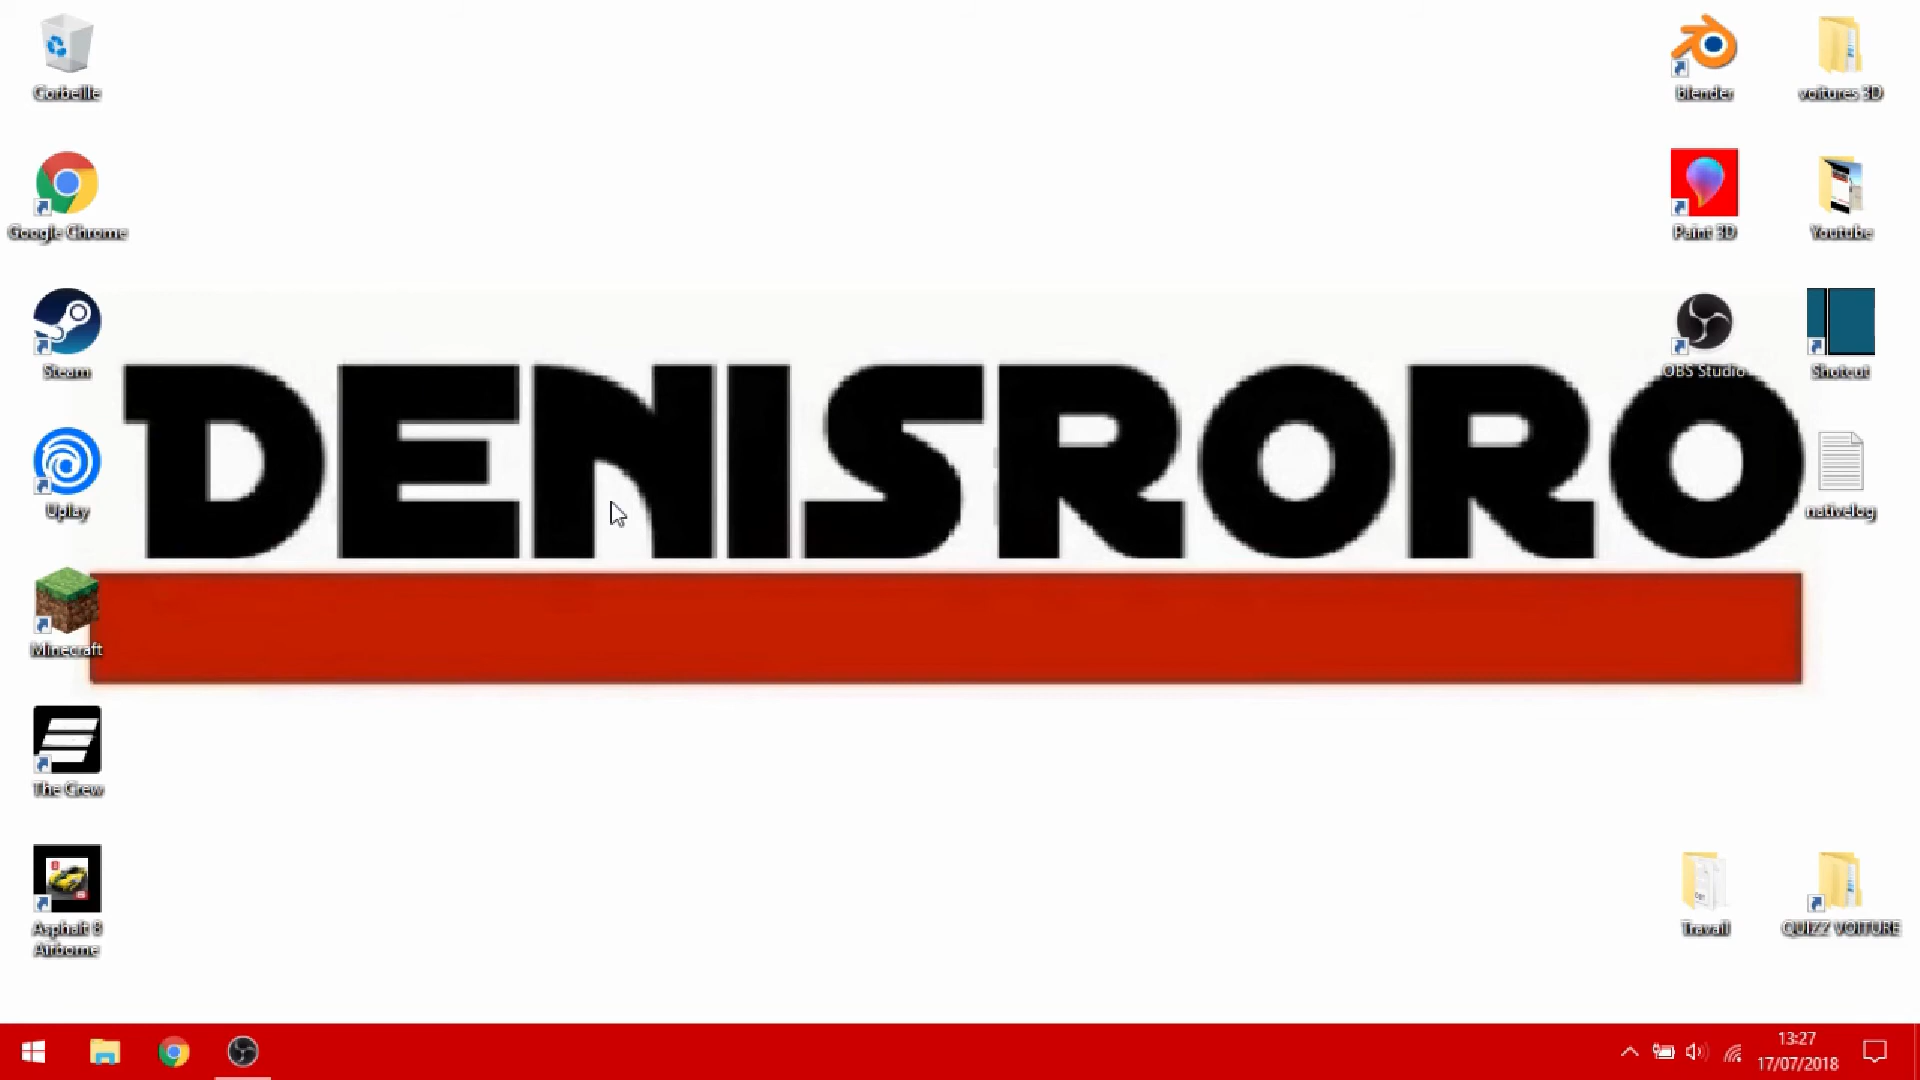 Corbeille
Google Chrome
Steam
Uplay
Minecraft
The Crew
Asphalt 8
Airborne
DENISRORO
blender
voitures 3D
Paint 3D
Youtube
OBS Studio
Shotcut
nativelog
Travail
QUIZZ VOITURE
13:27
17/07/2018